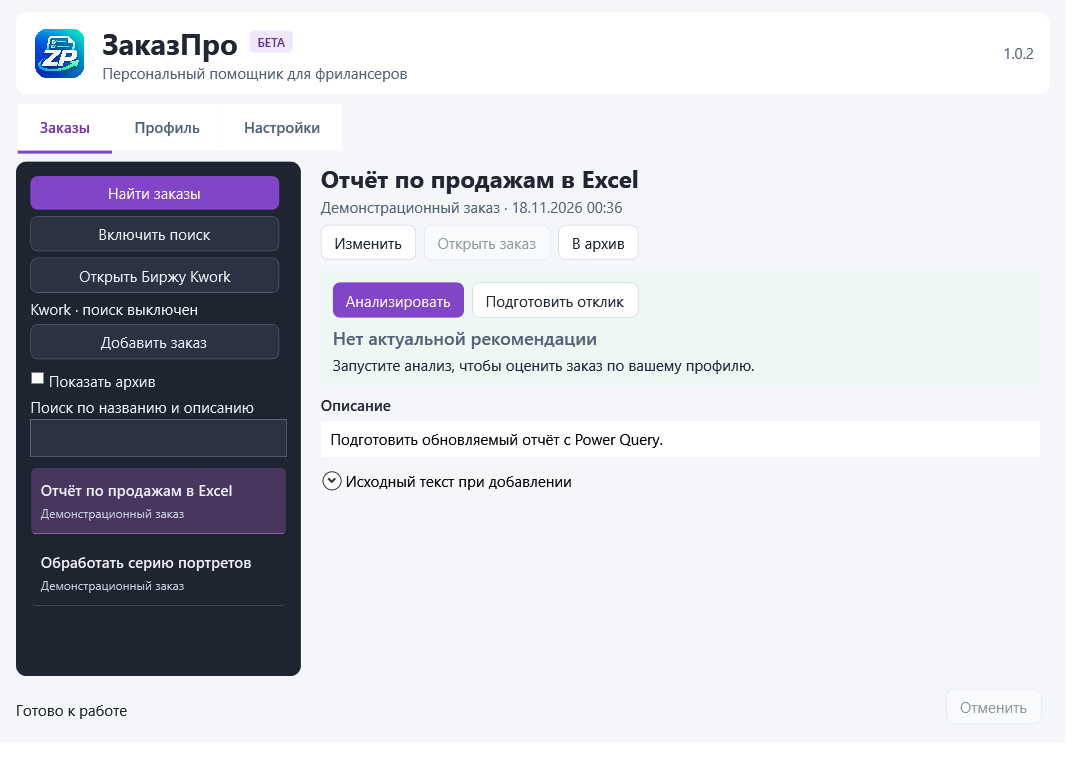 ZP
ЗаказПро
БЕТА
Персональный помощник для фрилансеров
1.0.2
Заказы
Профиль
Настройки
Найти заказы
Включить поиск
Открыть Биржу Kwork
Kwork · поиск выключен
Добавить заказ
Показать архив
Поиск по названию и описанию
Отчёт по продажам в Excel
Демонстрационный заказ
Обработать серию портретов
Демонстрационный заказ
Отчёт по продажам в Excel
Демонстрационный заказ · 18.11.2026 00:36
Изменить
Открыть заказ
В архив
Анализировать
Подготовить отклик
Нет актуальной рекомендации
Запустите анализ, чтобы оценить заказ по вашему профилю.
Описание
Подготовить обновляемый отчёт с Power Query.
Исходный текст при добавлении
Готово к работе
Отменить